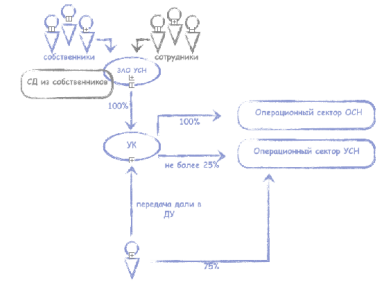 собственники
сотрудники
ЗАО УСН
СД из собственников
100%
100%
Операционный сектор ОСН
УК
Операционный сектор УСН
не более 25%
передача доли в
ДУ
75%